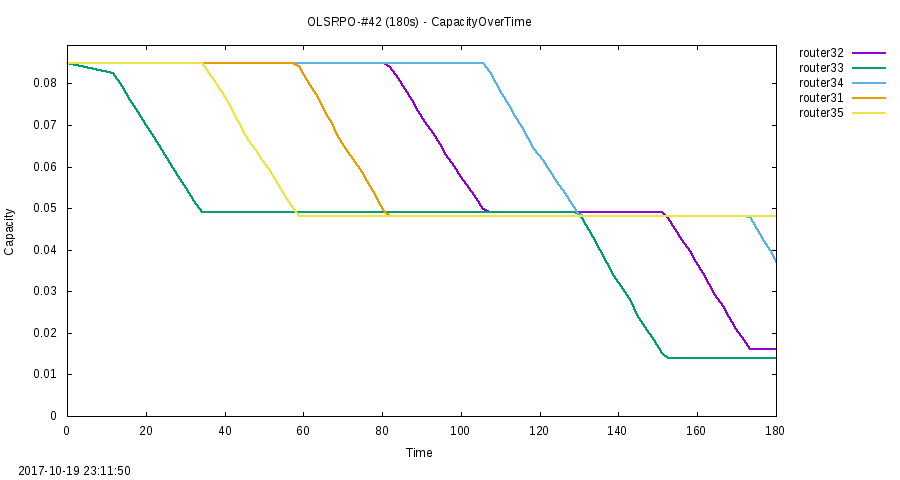 OLSRPO-#42 (180s) - CapacityOverTime
router32
router33
router34
router31
router35
0.08
0.07
0.06
0.05
0.04
0.03
0.02
0.01
0
Capacity
0 20 40 60 80 100 120 140 160 180
Time
2017-10-19 23:11:50